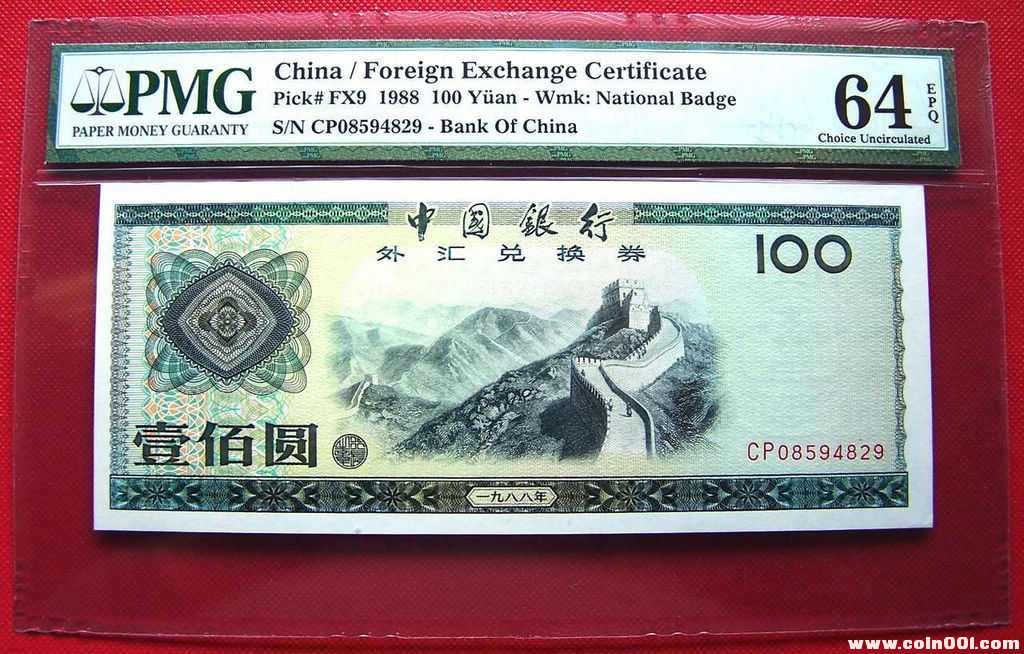 PMG
PAPER MONEY GUARANTY
China / Foreign Exchange Certificate
Pick# FX9 1988 100 Yüan - Wmk: National Badge
S/N CP08594829 - Bank Of China
64
EPQ
Choice Uncirculated
中國銀行
外汇兑换券
100
壹佰圆
CP08594829
一九八八年
www.coin001.com